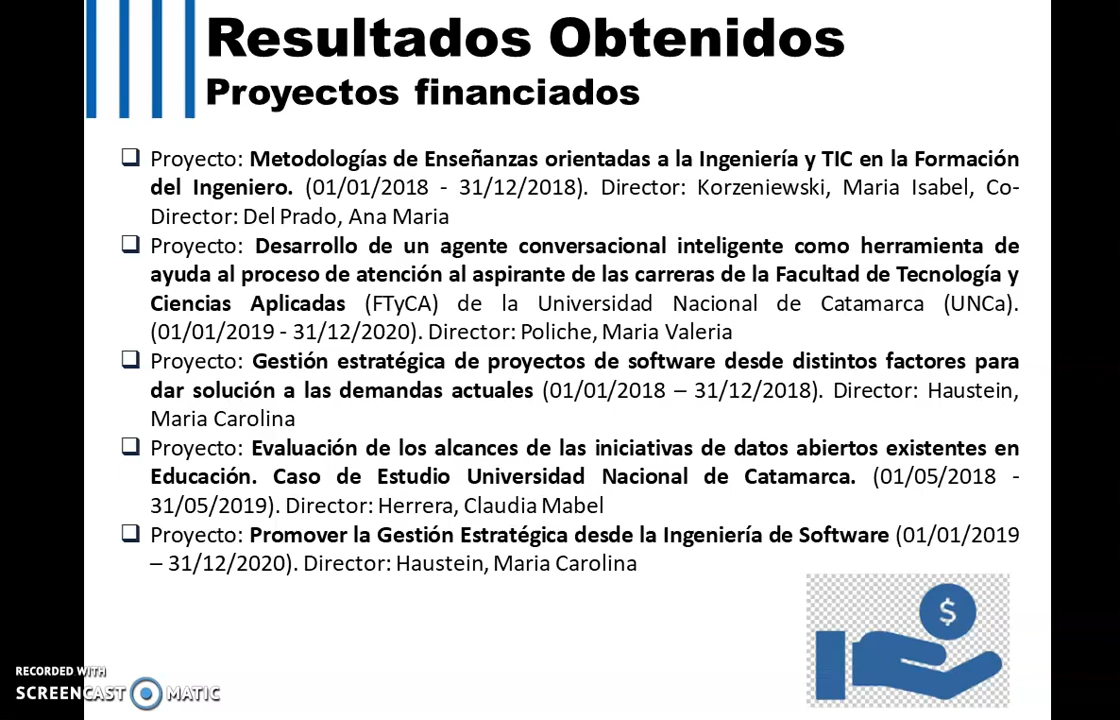 Resultados Obtenidos
Proyectos financiados
Proyecto: Metodologías de Enseñanzas orientadas a la Ingeniería y TIC en la Formación
del Ingeniero. (01/01/2018 - 31/12/2018). Director: Korzeniewski, Maria Isabel, Co-
Director: Del Prado, Ana Maria
Proyecto: Desarrollo de un agente conversacional inteligente como herramienta de
ayuda al proceso de atención al aspirante de las carreras de la Facultad de Tecnología y
Ciencias Aplicadas (FTyCA) de la Universidad Nacional de Catamarca (UNCa).
(01/01/2019 - 31/12/2020). Director: Poliche, Maria Valeria
Proyecto: Gestión estratégica de proyectos de software desde distintos factores para
dar solución a las demandas actuales (01/01/2018 – 31/12/2018). Director: Haustein,
Maria Carolina
Proyecto: Evaluación de los alcances de las iniciativas de datos abiertos existentes en
Educación. Caso de Estudio Universidad Nacional de Catamarca. (01/05/2018 -
31/05/2019). Director: Herrera, Claudia Mabel
Proyecto: Promover la Gestión Estratégica desde la Ingeniería de Software (01/01/2019
– 31/12/2020). Director: Haustein, Maria Carolina
$
RECORDED WITH
SCREENCAST MATIC